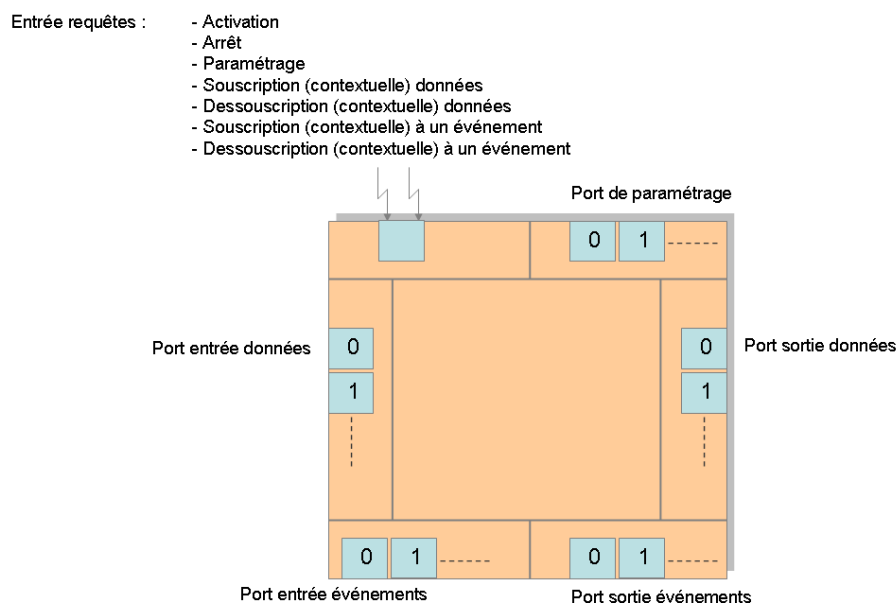 Entrée requêtes : - Activation
- Arrêt
- Paramétrage
- Souscription (contextuelle) données
- Dessouscription (contextuelle) données
- Souscription (contextuelle) à un événement
- Dessouscription (contextuelle) à un événement
Port de paramétrage
0 1
Port entrée données 0 0 Port sortie données
1 1
0 1 0 1
Port entrée événements Port sortie événements